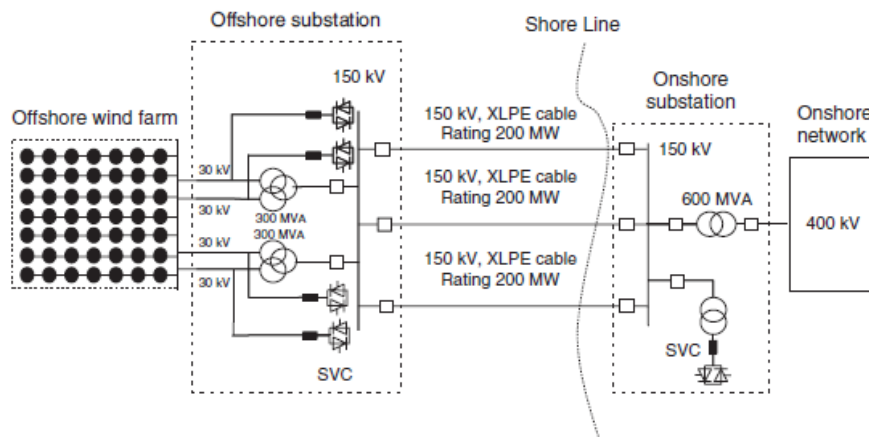 Offshore substation
Shore Line
150 kV
Onshore
substation
Offshore wind farm
150 kV, XLPE cable
Rating 200 MW
Onshore
network
30 kV
150 kV
30 kV
300 MVA
150 kV, XLPE cable
Rating 200 MW
600 MVA
300 MVA
400 kV
30 kV
150 kV, XLPE cable
Rating 200 MW
30 kV
SVC
SVC